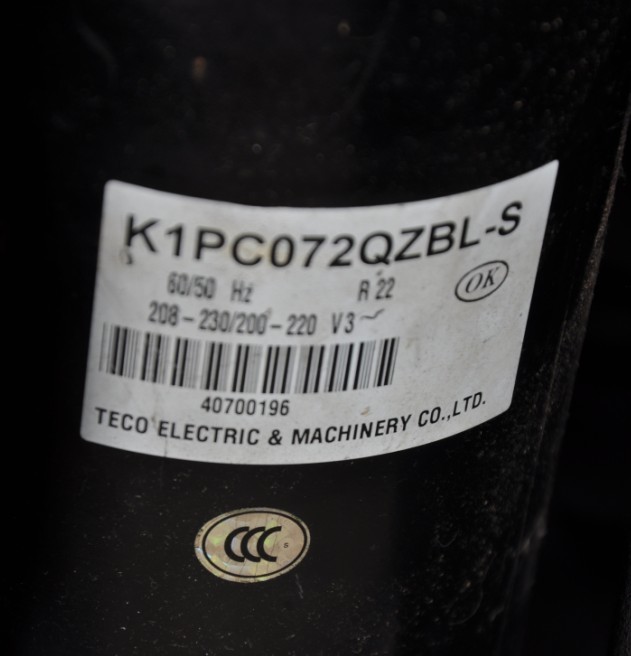 K1PC072QZBL-S
60/50 Hz R 22
OK
208-230/200-220 V3~
40700196
TECO ELECTRIC & MACHINERY CO.,LTD.
CCC S